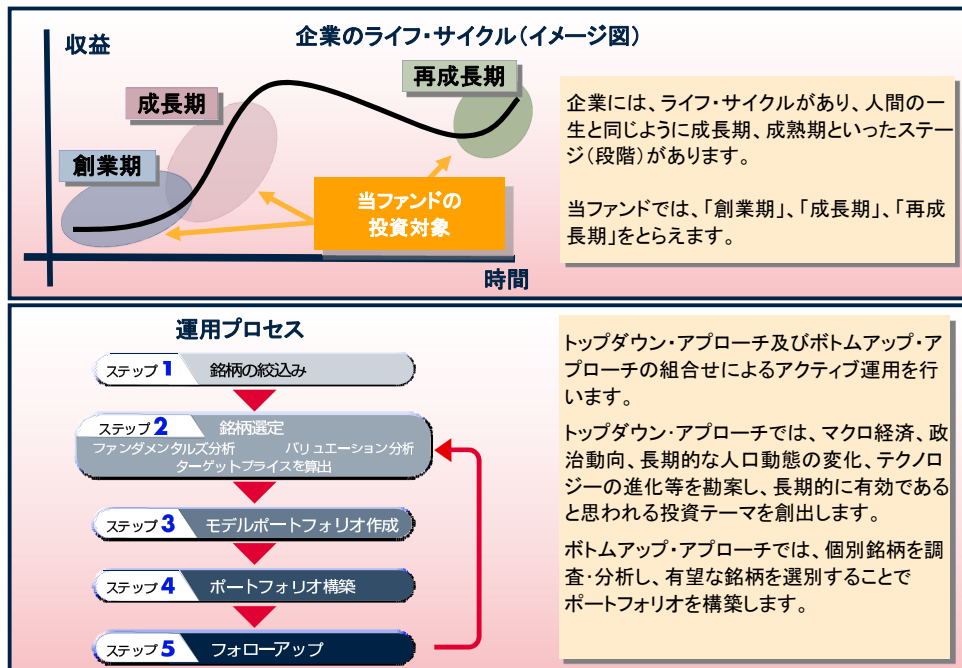 企業のライフ・サイクル（イメージ図）
収益
再成長期
成長期
創業期
当ファンドの
投資対象
時間
企業には、ライフ・サイクルがあり、人間の一
生と同じように成長期、成熟期といったステー
ジ（段階）があります。
当ファンドでは、「創業期」、「成長期」、「再成
長期」をとらえます。
運用プロセス
ステップ1 銘柄の絞込み
ステップ2 銘柄選定
ファンダメンタルズ分析 バリュエーション分析
ターゲットプライスを算出
ステップ3 モデルポートフォリオ作成
ステップ4 ポートフォリオ構築
ステップ5 フォローアップ
トップダウン・アプローチ及びボトムアップ・ア
プローチの組合せによるアクティブ運用を行
います。
トップダウン・アプローチでは、マクロ経済、政
治動向、長期的な人口動態の変化、テクノロ
ジーの進化等を勘案し、長期的に有効である
と思われる投資テーマを創出します。
ボトムアップ・アプローチでは、個別銘柄を調
査・分析し、有望な銘柄を選別することで
ポートフォリオを構築します。